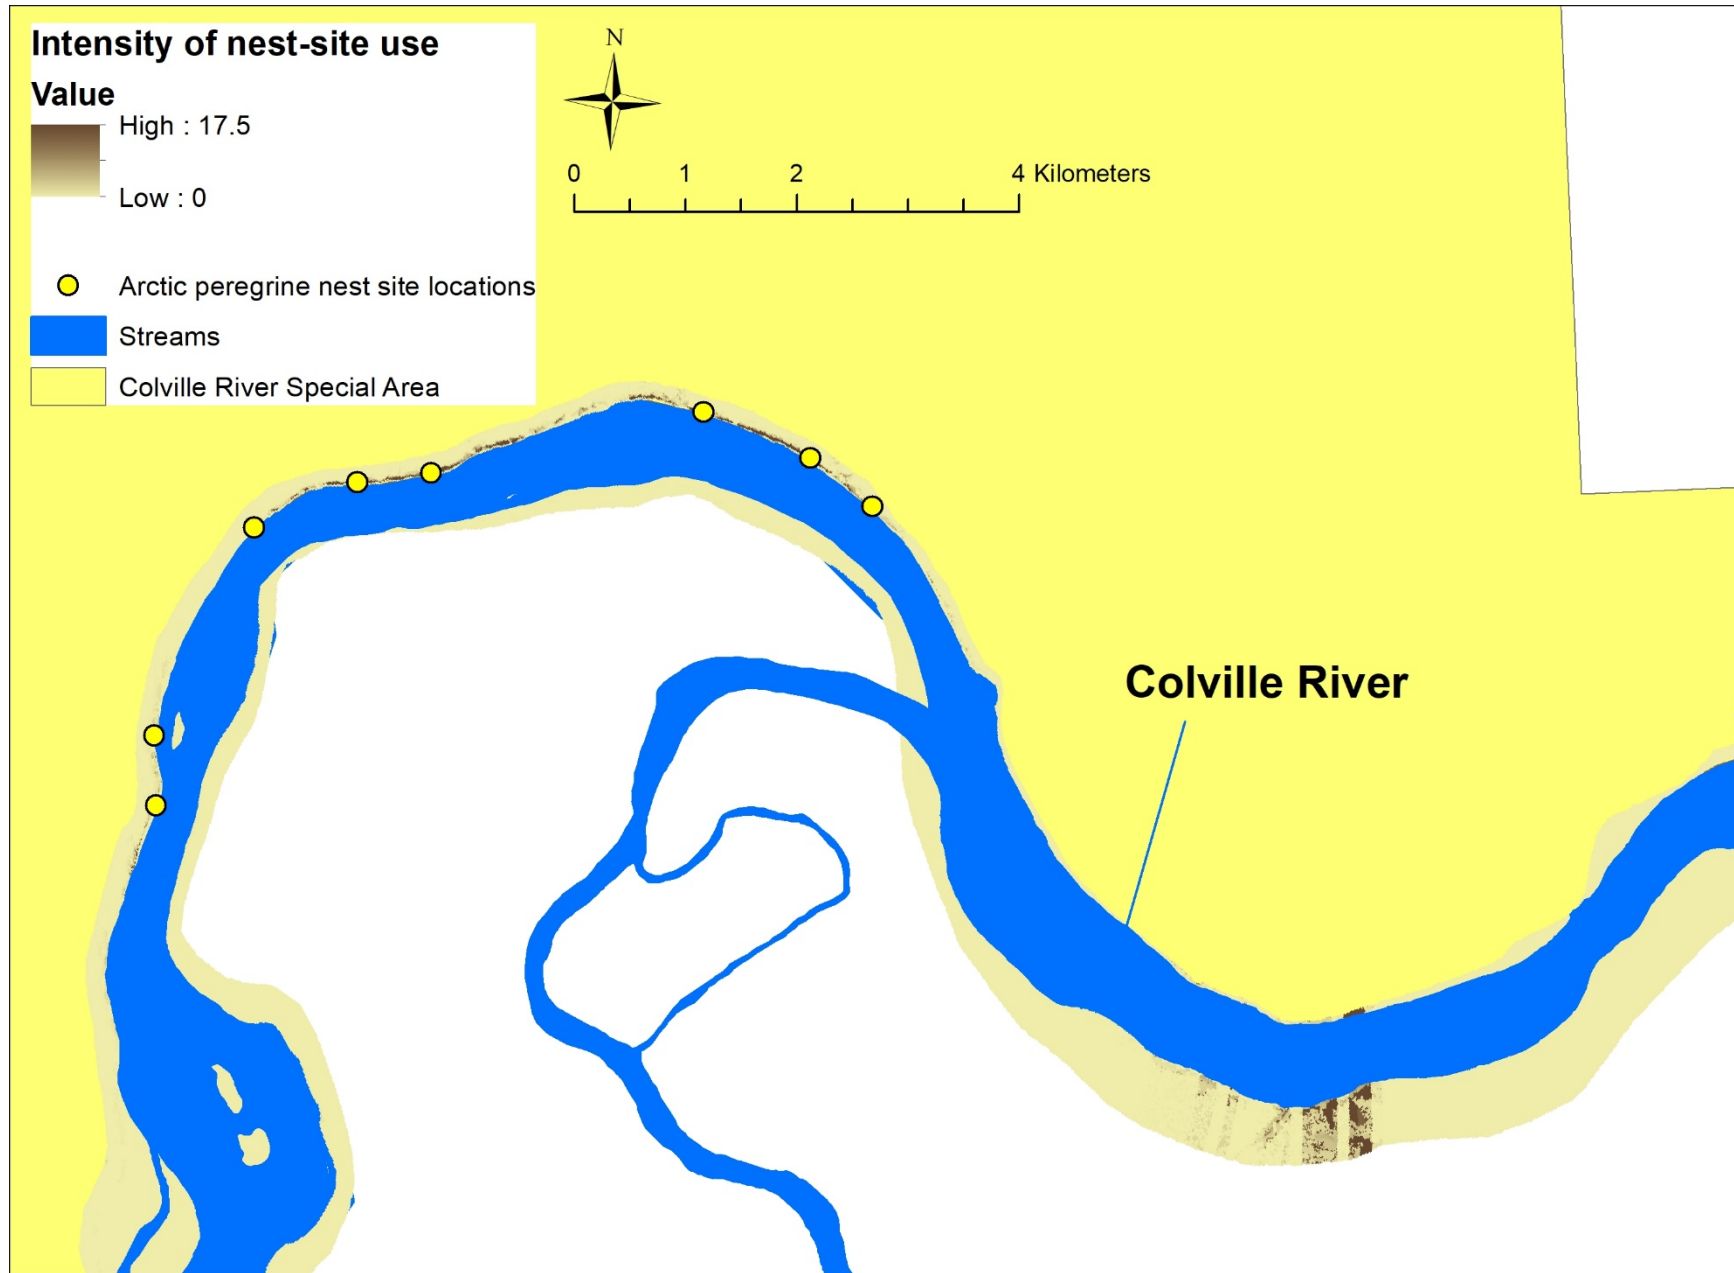 Intensity of nest-site use
Value
High : 17.5
Low : 0
Arctic peregrine nest site locations
Streams
Colville River Special Area
N
0 1 2 4 Kilometers
Colville River